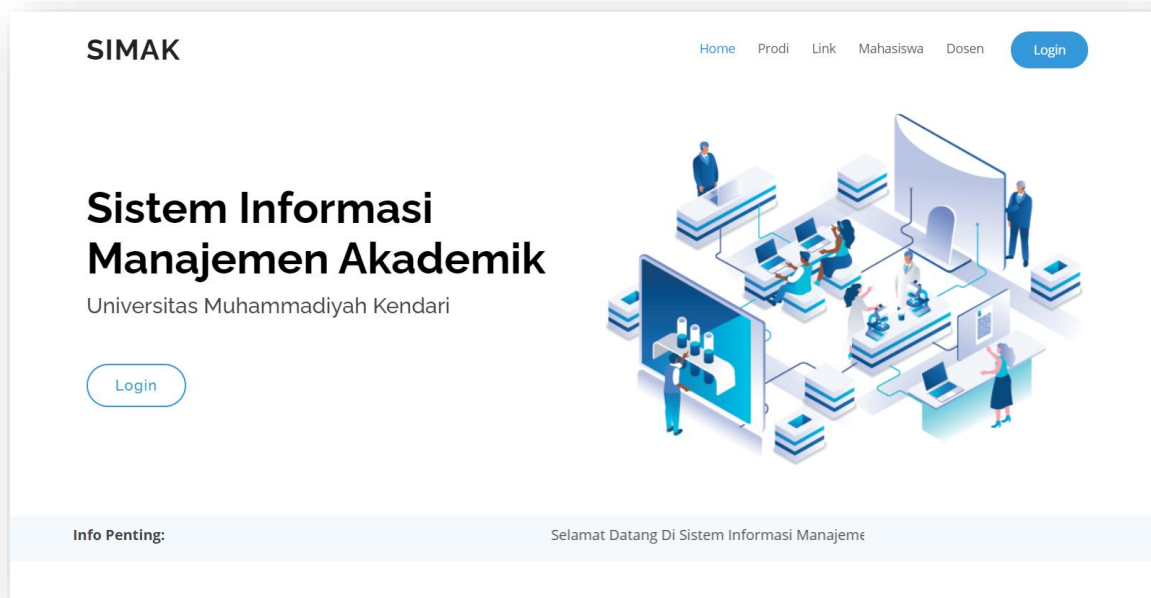 SIMAK
Home Prodi Link Mahasiswa Dosen Login
Sistem Informasi
Manajemen Akademik
Universitas Muhammadiyah Kendari
Login
Info Penting: Selamat Datang Di Sistem Informasi Manajeme